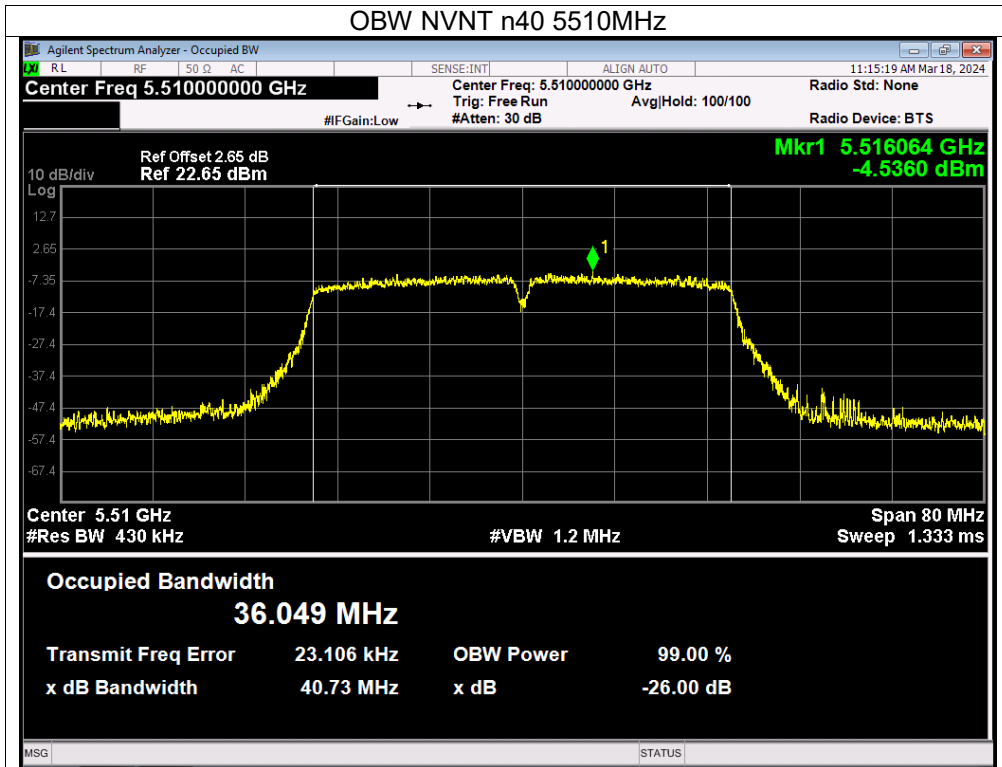 OBW NVNT n40 5510MHz
Agilent Spectrum Analyzer - Occupied BW
LXI RL RF 50 Ω AC SENSE:INT ALIGN AUTO 11:15:19 AM Mar 18, 2024
Center Freq 5.510000000 GHz Center Freq: 5.510000000 GHz Radio Std: None
Trig: Free Run Avg|Hold: 100/100
#IFGain:Low #Atten: 30 dB Radio Device: BTS
Mkr1 5.516064 GHz
-4.5360 dBm
Ref Offset 2.65 dB
10 dB/div Ref 22.65 dBm
Log
12.7
2.65
1
-7.35
-17.4
-27.4
-37.4
-47.4
-57.4
-67.4
Center 5.51 GHz Span 80 MHz
#Res BW 430 kHz #VBW 1.2 MHz Sweep 1.333 ms
Occupied Bandwidth
36.049 MHz
Transmit Freq Error 23.106 kHz OBW Power 99.00 %
x dB Bandwidth 40.73 MHz x dB -26.00 dB
MSG STATUS